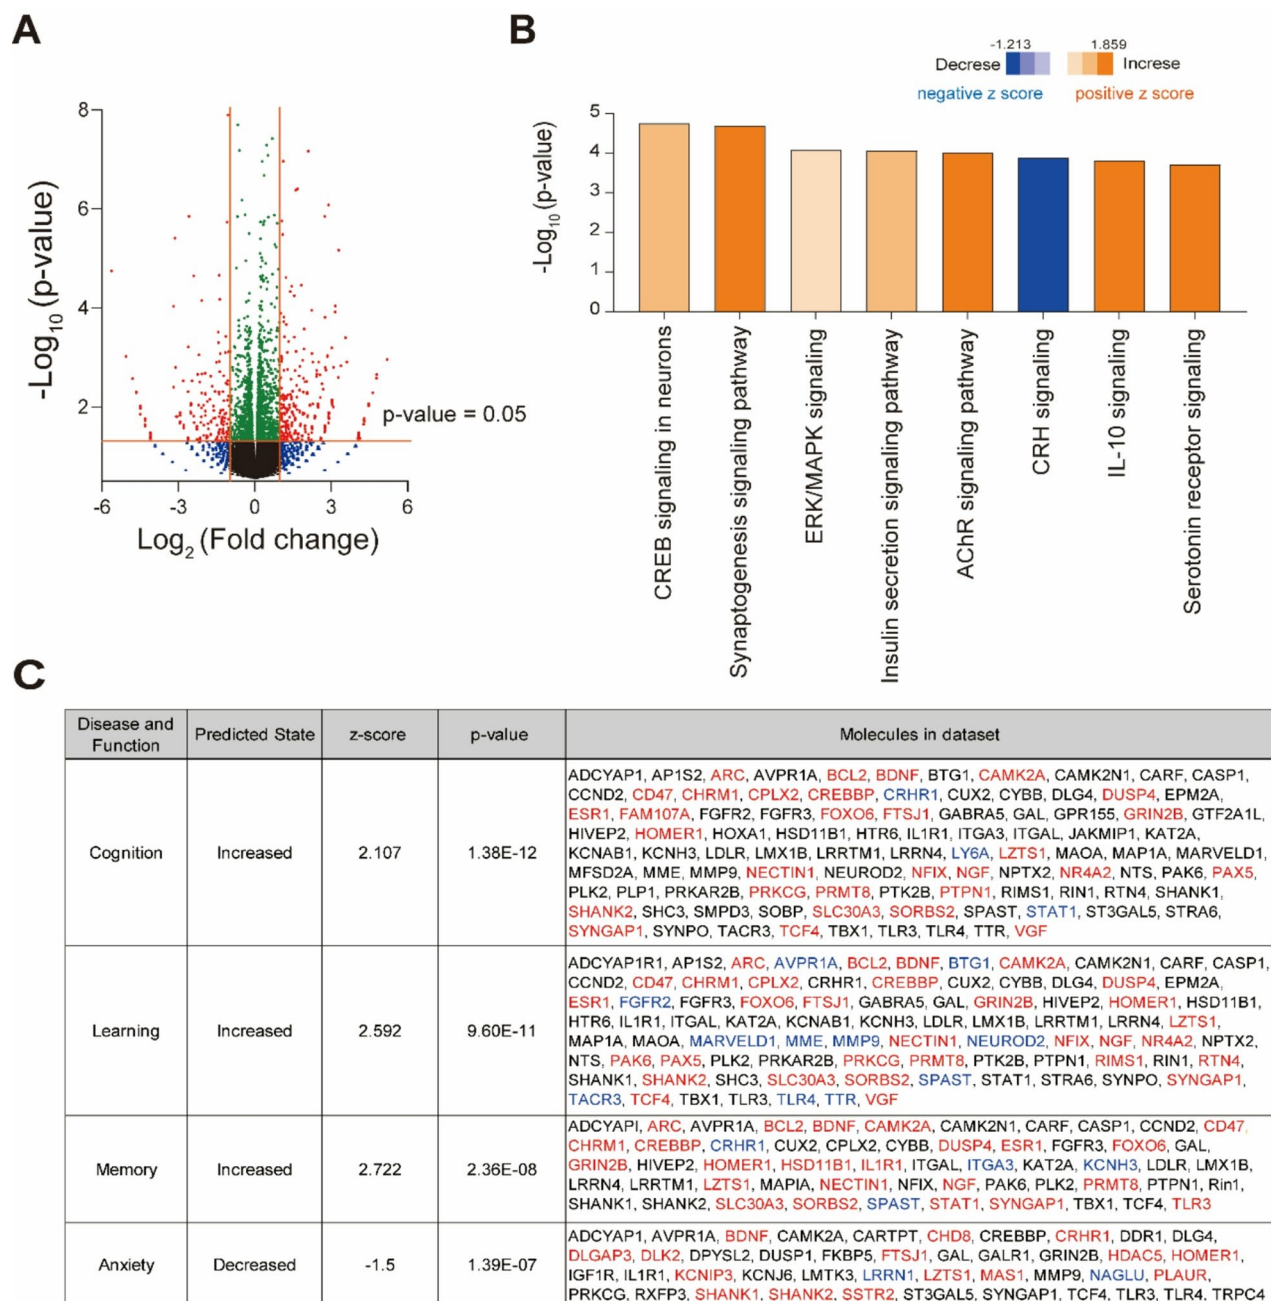 A
8
6
4
2
-Log10 (p-value)
p-value = 0.05
-6 -3 0 3 6
Log2 (Fold change)
B
-1.213 1.859
Decrese Increse
negative z score positive z score
5
4
3
2
1
0
-Log10 (p-value)
CREB signaling in neurons
Synaptogenesis signaling pathway
ERK/MAPK signaling
Insulin secretion signaling pathway
AChR signaling pathway
CRH signaling
IL-10 signaling
Serotonin receptor signaling
C
Disease and Function Predicted State z-score p-value Molecules in dataset
Cognition Increased 2.107 1.38E-12
ADCYAP1, AP1S2, ARC, AVPR1A, BCL2, BDNF, BTG1, CAMK2A, CAMK2N1, CARF, CASP1,
CCND2, CD47, CHRM1, CPLX2, CREBBP, CRHR1, CUX2, CYBB, DLG4, DUSP4, EPM2A,
ESR1, FAM107A, FGFR2, FGFR3, FOXO6, FTSJ1, GABRA5, GAL, GPR155, GRIN2B, GTF2A1L,
HIVEP2, HOMER1, HOXA1, HSD11B1, HTR6, IL1R1, ITGA3, ITGAL, JAKMIP1, KAT2A,
KCNAB1, KCNH3, LDLR, LMX1B, LRRTM1, LRRN4, LY6A, LZTS1, MAOA, MAP1A, MARVELD1,
MFSD2A, MME, MMP9, NECTIN1, NEUROD2, NFIX, NGF, NPTX2, NR4A2, NTS, PAK6, PAX5,
PLK2, PLP1, PRKAR2B, PRKCG, PRMT8, PTK2B, PTPN1, RIMS1, RIN1, RTN4, SHANK1,
SHANK2, SHC3, SMPD3, SOBP, SLC30A3, SORBS2, SPAST, STAT1, ST3GAL5, STRA6,
SYNGAP1, SYNPO, TACR3, TCF4, TBX1, TLR3, TLR4, TTR, VGF
Learning Increased 2.592 9.60E-11
ADCYAP1R1, AP1S2, ARC, AVPR1A, BCL2, BDNF, BTG1, CAMK2A, CAMK2N1, CARF, CASP1,
CCND2, CD47, CHRM1, CPLX2, CRHR1, CREBBP, CUX2, CYBB, DLG4, DUSP4, EPM2A,
ESR1, FGFR2, FGFR3, FOXO6, FTSJ1, GABRA5, GAL, GRIN2B, HIVEP2, HOMER1, HSD11B1,
HTR6, IL1R1, ITGAL, KAT2A, KCNAB1, KCNH3, LDLR, LMX1B, LRRTM1, LRRN4, LZTS1,
MAP1A, MAOA, MARVELD1, MME, MMP9, NECTIN1, NEUROD2, NFIX, NGF, NR4A2, NPTX2,
NTS, PAK6, PAX5, PLK2, PRKAR2B, PRKCG, PRMT8, PTK2B, PTPN1, RIMS1, RIN1, RTN4,
SHANK1, SHANK2, SHC3, SLC30A3, SORBS2, SPAST, STAT1, STRA6, SYNPO, SYNGAP1,
TACR3, TCF4, TBX1, TLR3, TLR4, TTR, VGF
Memory Increased 2.722 2.36E-08
ADCYAPI, ARC, AVPR1A, BCL2, BDNF, CAMK2A, CAMK2N1, CARF, CASP1, CCND2, CD47,
CHRM1, CREBBP, CRHR1, CUX2, CPLX2, CYBB, DUSP4, ESR1, FGFR3, FOXO6, GAL,
GRIN2B, HIVEP2, HOMER1, HSD11B1, IL1R1, ITGAL, ITGA3, KAT2A, KCNH3, LDLR, LMX1B,
LRRN4, LRRTM1, LZTS1, MAPIA, NECTIN1, NFIX, NGF, PAK6, PLK2, PRMT8, PTPN1, Rin1,
SHANK1, SHANK2, SLC30A3, SORBS2, SPAST, STAT1, SYNGAP1, TBX1, TCF4, TLR3
Anxiety Decreased -1.5 1.39E-07
ADCYAP1, AVPR1A, BDNF, CAMK2A, CARTPT, CHD8, CREBBP, CRHR1, DDR1, DLG4,
DLGAP3, DLK2, DPYSL2, DUSP1, FKBP5, FTSJ1, GAL, GALR1, GRIN2B, HDAC5, HOMER1,
IGF1R, IL1R1, KCNIP3, KCNJ6, LMTK3, LRRN1, LZTS1, MAS1, MMP9, NAGLU, PLAUR,
PRKCG, RXFP3, SHANK1, SHANK2, SSTR2, ST3GAL5, SYNGAP1, TCF4, TLR3, TLR4, TRPC4